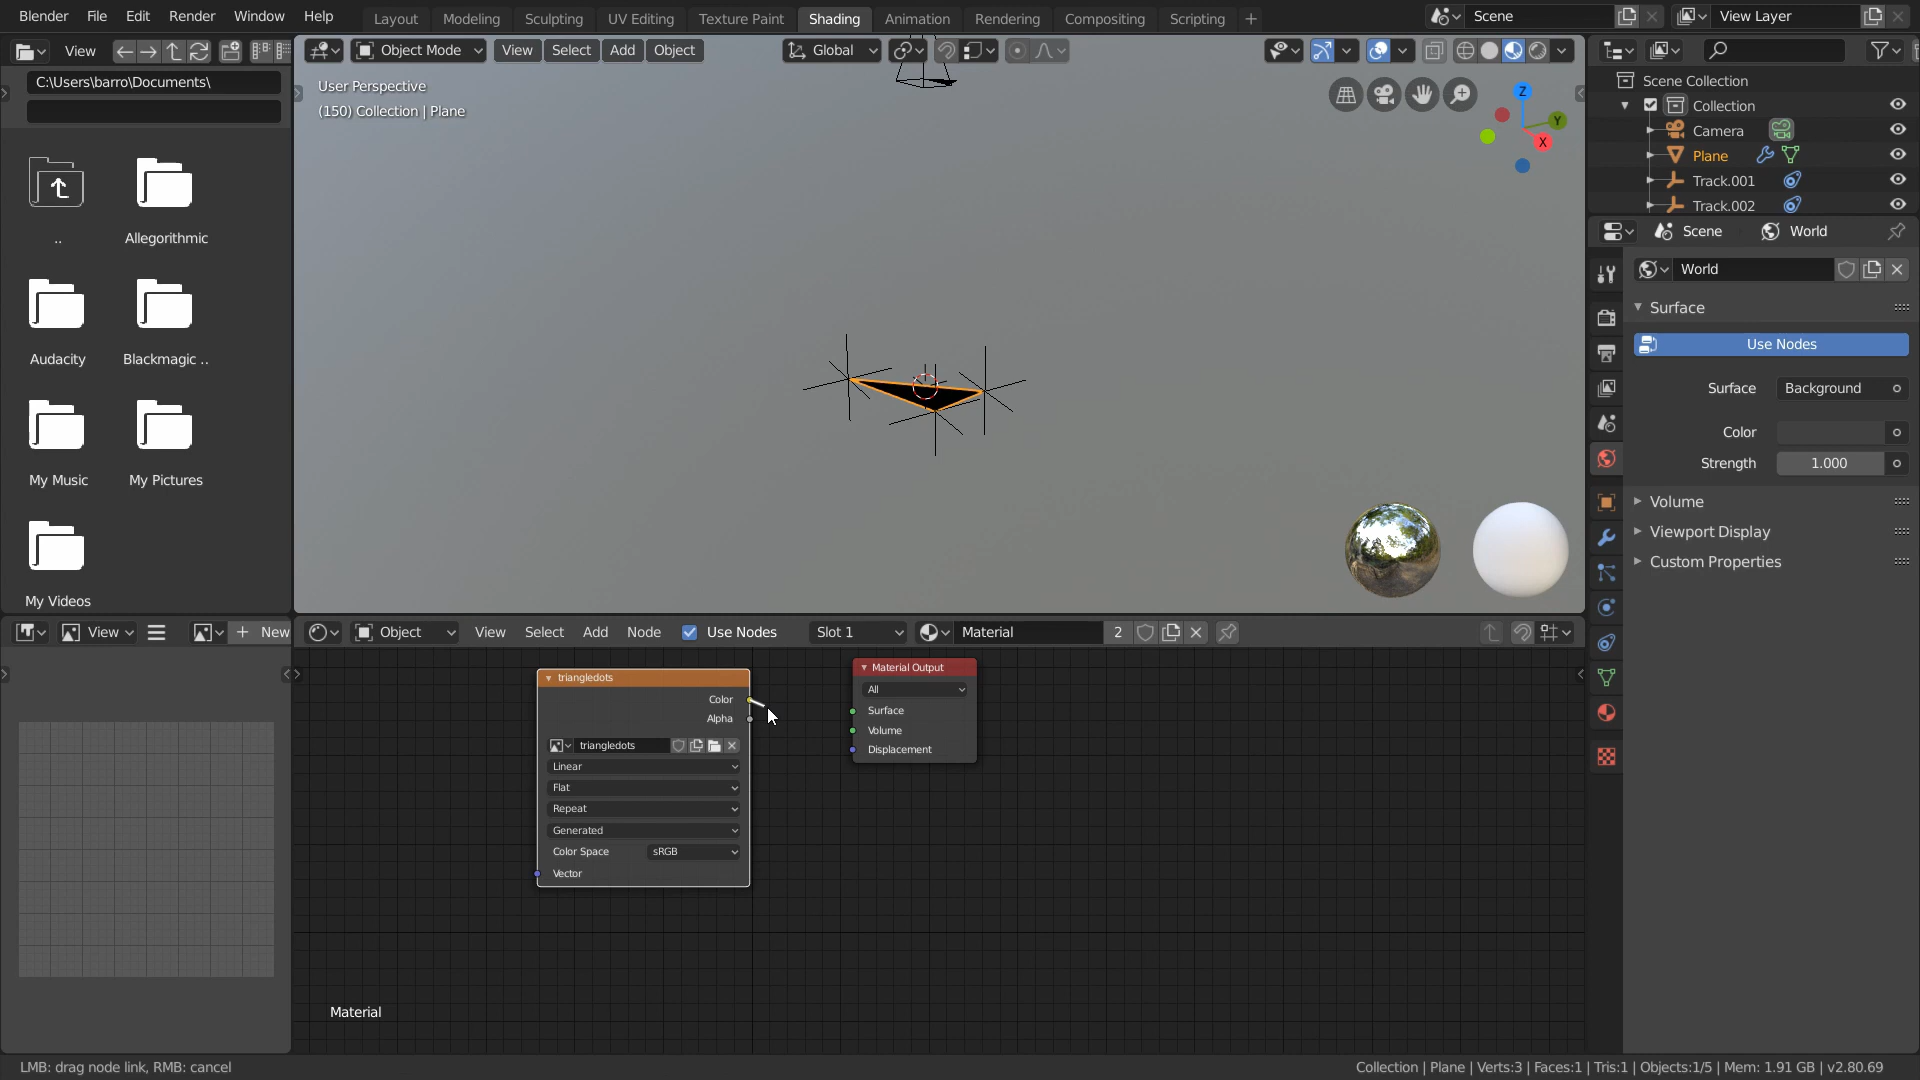 Blender File Edit Render Window Help Layout Modeling Sculpting UV Editing Texture Paint Shading Animation Rendering Compositing Scripting + Scene View Layer
View
C:\Users\barro\Documents\
..
Allegorithmic
Audacity
Blackmagic ..
My Music
My Pictures
My Videos
Object Mode View Select Add Object Global
User Perspective
(150) Collection | Plane
Z
Y
X
Scene Collection
Collection
Camera
Plane
Track.001
Track.002
Scene World
World
Surface
Use Nodes
Surface Background
Color
Strength 1.000
Volume
Viewport Display
Custom Properties
View + New
Object View Select Add Node Use Nodes Slot 1 Material 2
triangledots
Color
Alpha
triangledots
Linear
Flat
Repeat
Generated
Color Space sRGB
Vector
Material Output
All
Surface
Volume
Displacement
Material
LMB: drag node link, RMB: cancel
Collection | Plane | Verts:3 | Faces:1 | Tris:1 | Objects:1/5 | Mem: 1.91 GB | v2.80.69